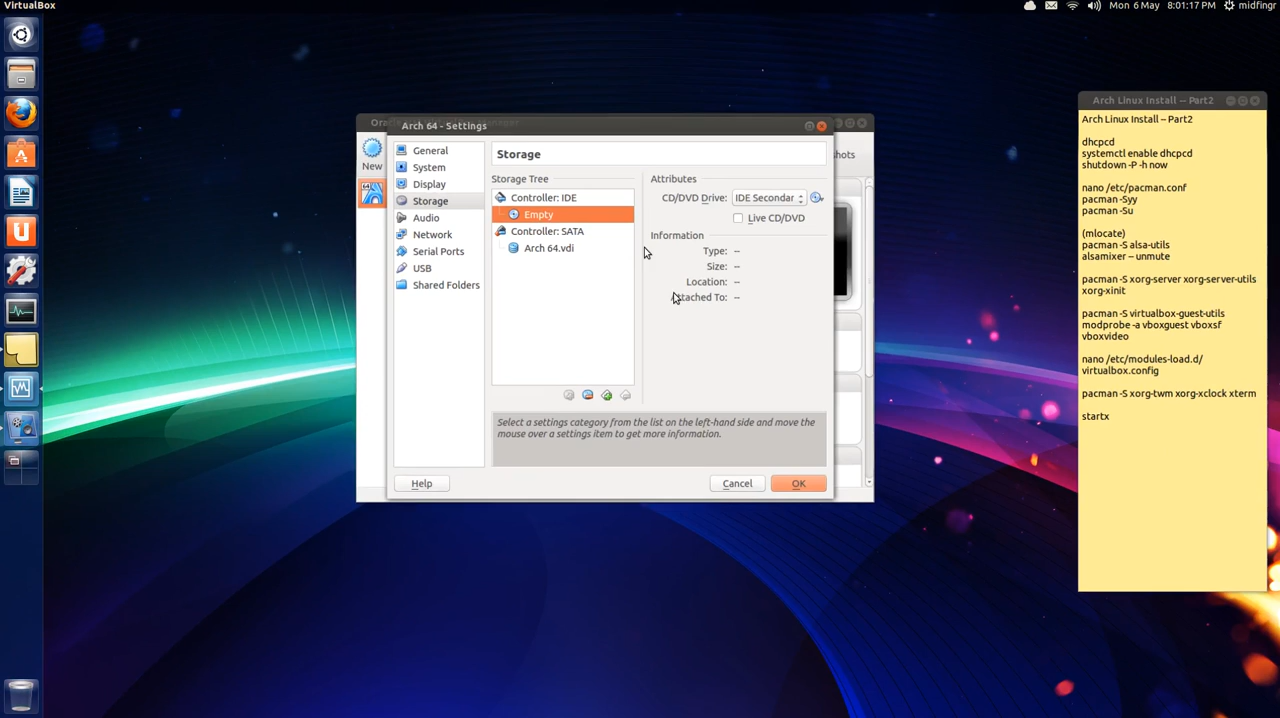 VirtualBox
Mon 6 May 8:01:17 PM midfingr
Arch 64 - Settings
New
General
System
Display
Storage
Audio
Network
Serial Ports
USB
Shared Folders
Storage
Storage Tree
Controller: IDE
Empty
Controller: SATA
Arch 64.vdi
Attributes
CD/DVD Drive: IDE Secondar
Live CD/DVD
Information
Type: --
Size: --
Location: --
Attached To: --
Select a settings category from the list on the left-hand side and move the
mouse over a settings item to get more information.
Help
Cancel
OK
Arch Linux Install -- Part2
Arch Linux Install -- Part2
dhcpcd
systemctl enable dhcpcd
shutdown -P -h now
nano /etc/pacman.conf
pacman -Syy
pacman -Su
(mlocate)
pacman -S alsa-utils
alsamixer -- unmute
pacman -S xorg-server xorg-server-utils
xorg-xinit
pacman -S virtualbox-guest-utils
modprobe -a vboxguest vboxsf
vboxvideo
nano /etc/modules-load.d/
virtualbox.config
pacman -S xorg-twm xorg-xclock xterm
startx